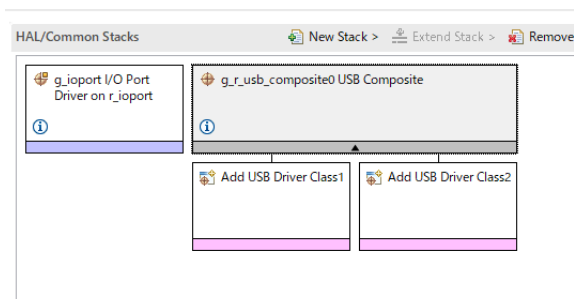 HAL/Common Stacks
New Stack >
Extend Stack >
Remove
g_ioport I/O Port
Driver on r_ioport
g_r_usb_composite0 USB Composite
Add USB Driver Class1
Add USB Driver Class2